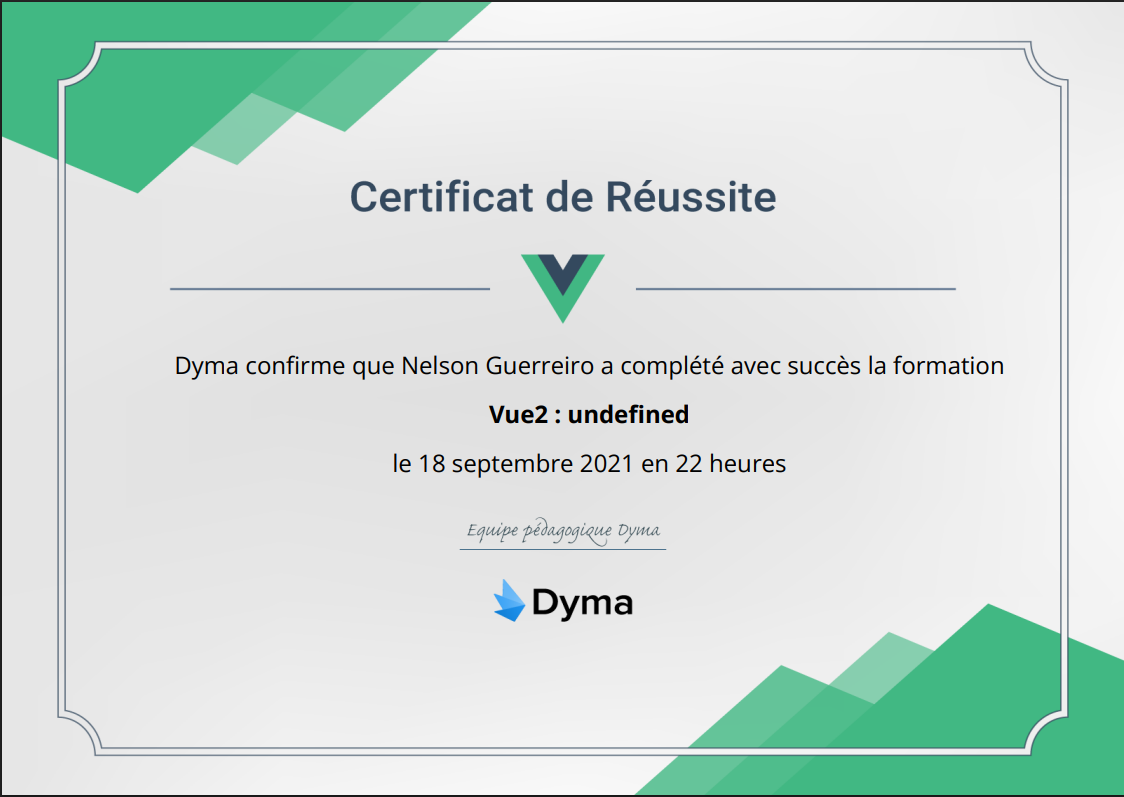 Certificat de Réussite
Dyma confirme que Nelson Guerreiro a complété avec succès la formation
Vue2 : undefined
le 18 septembre 2021 en 22 heures
Equipe pédagogique Dyma
Dyma